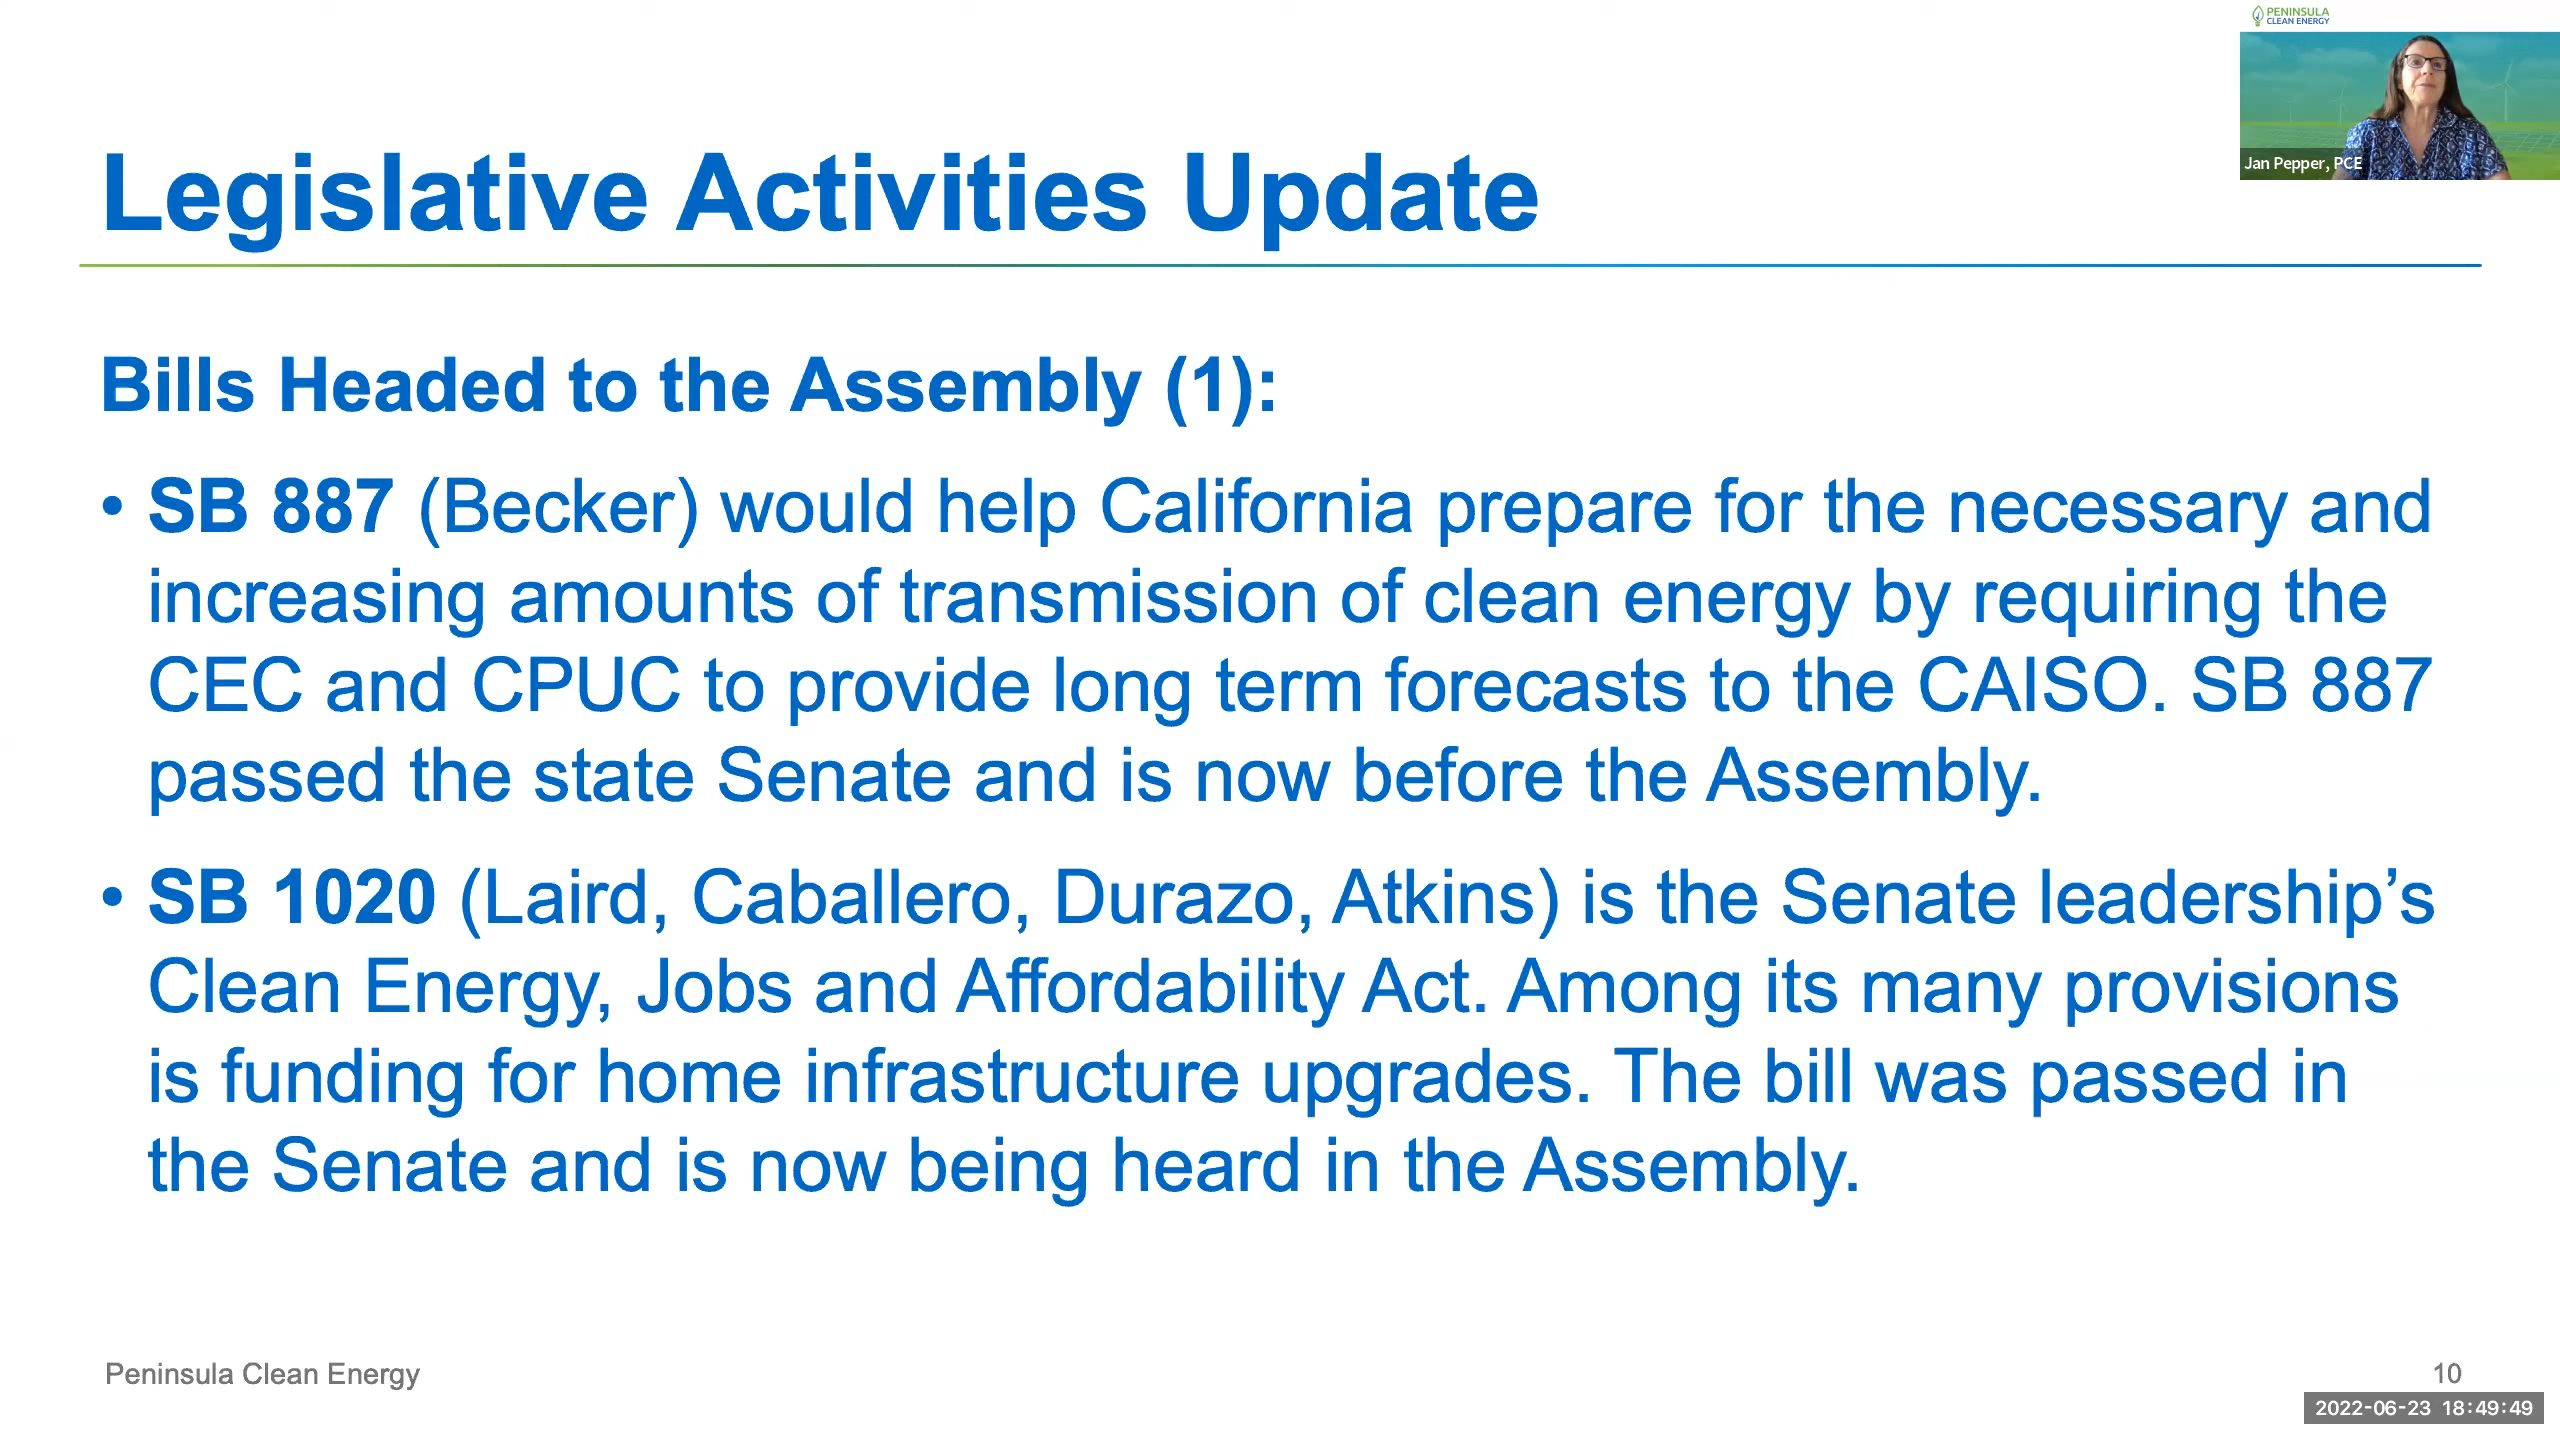 PENINSULA
CLEAN ENERGY
Jan Pepper, PCE
Legislative Activities Update
Bills Headed to the Assembly (1):
• SB 887 (Becker) would help California prepare for the necessary and
increasing amounts of transmission of clean energy by requiring the
CEC and CPUC to provide long term forecasts to the CAISO. SB 887
passed the state Senate and is now before the Assembly.
• SB 1020 (Laird, Caballero, Durazo, Atkins) is the Senate leadership’s
Clean Energy, Jobs and Affordability Act. Among its many provisions
is funding for home infrastructure upgrades. The bill was passed in
the Senate and is now being heard in the Assembly.
Peninsula Clean Energy
10
2022-06-23 18:49:49